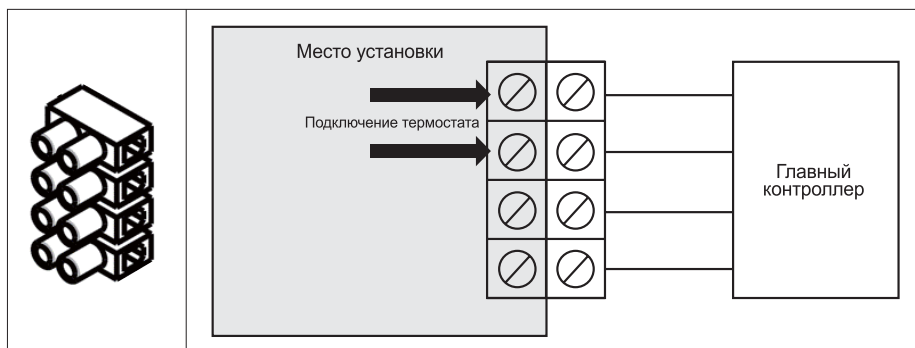 Место установки
Подключение термостата
Главный
контроллер